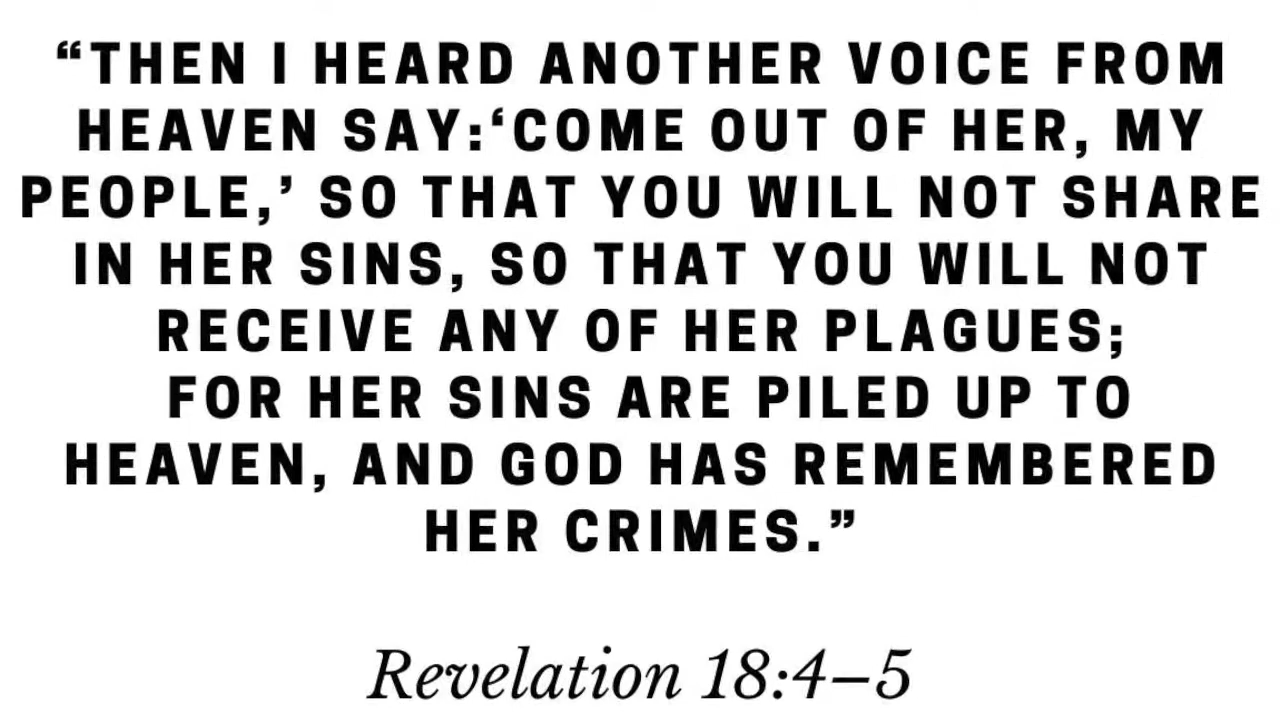 “THEN I HEARD ANOTHER VOICE FROM
HEAVEN SAY:‘COME OUT OF HER, MY
PEOPLE,’ SO THAT YOU WILL NOT SHARE
IN HER SINS, SO THAT YOU WILL NOT
RECEIVE ANY OF HER PLAGUES;
FOR HER SINS ARE PILED UP TO
HEAVEN, AND GOD HAS REMEMBERED
HER CRIMES.”
Revelation 18:4–5